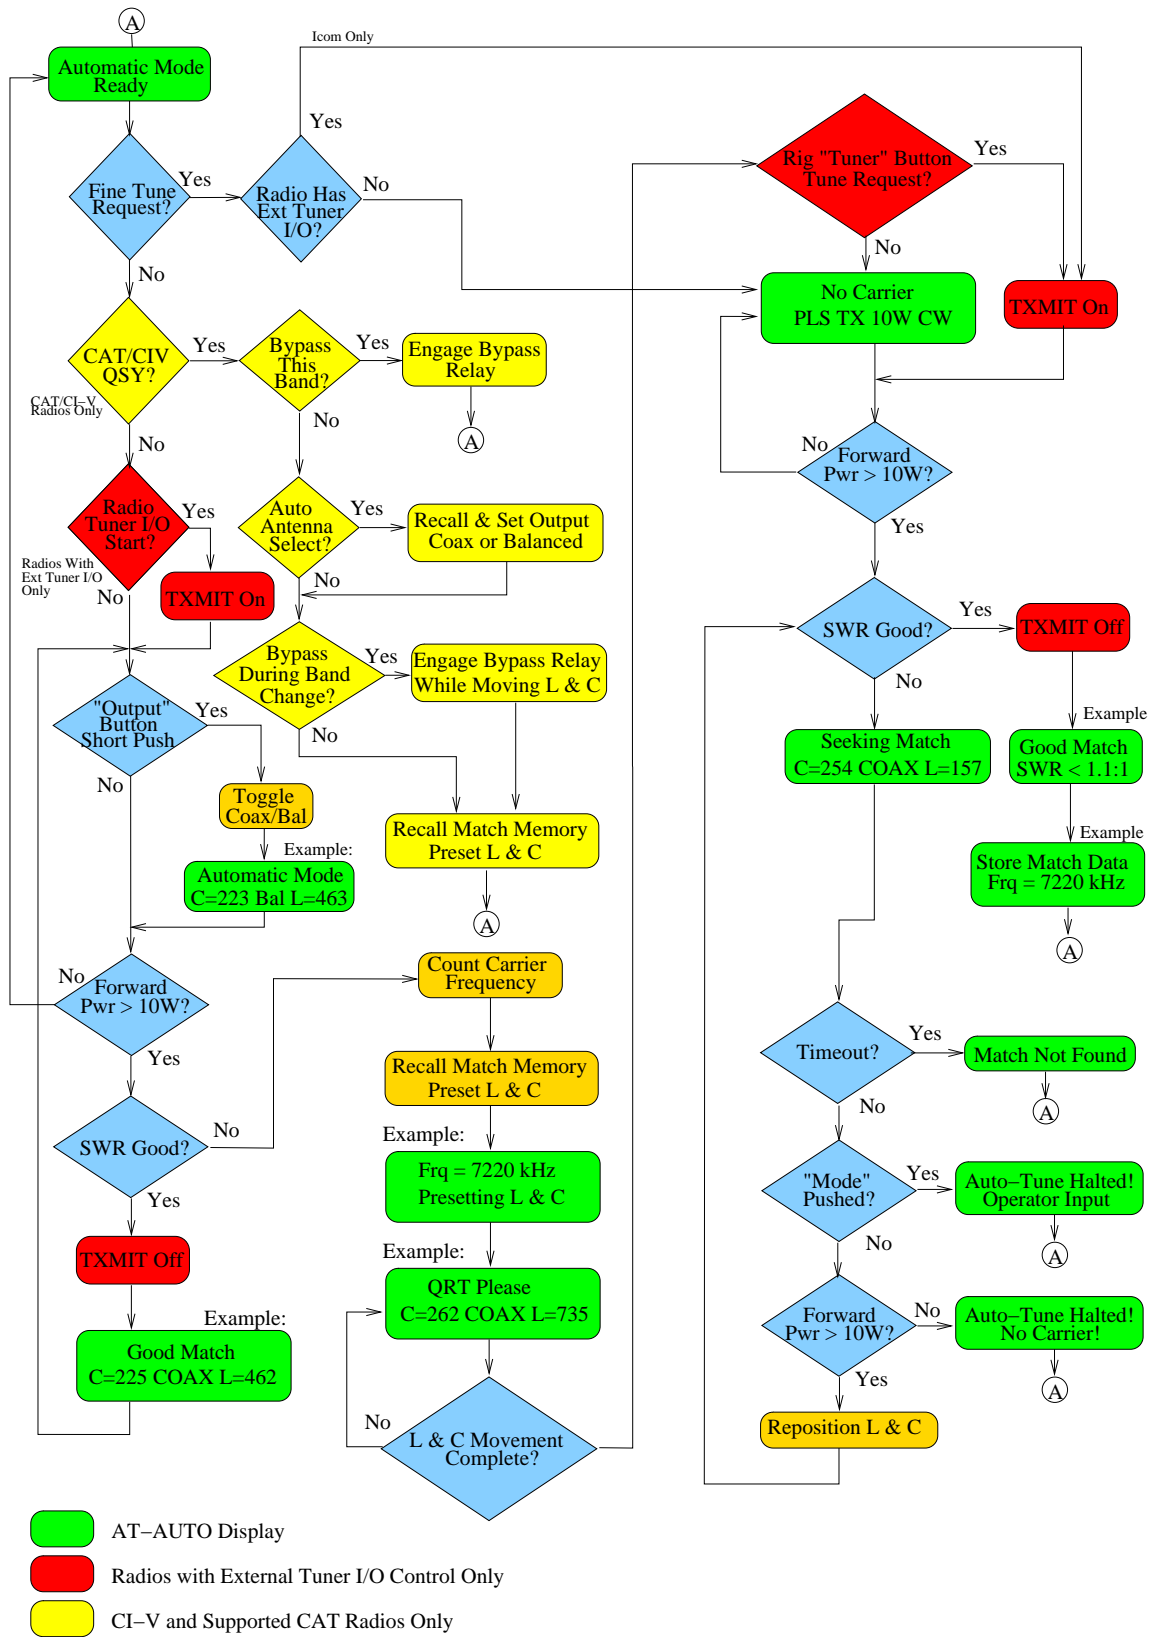 A
Icom Only
Automatic Mode
Ready
Yes
Fine Tune
Request?
Yes
Radio Has
Ext Tuner
I/O?
No
Rig "Tuner" Button
Tune Request?
Yes
No
No
No Carrier
PLS TX 10W CW
TXMIT On
CAT/CIV
QSY?
Yes
CAT/CI−V
Radios Only
Bypass
This
Band?
Yes
Engage Bypass
Relay
A
No
No
No
Forward
Pwr > 10W?
Yes
Radio
Tuner I/O
Start?
Yes
Radios With
Ext Tuner I/O
Only
No
TXMIT On
Auto
Antenna
Select?
Yes
Recall & Set Output
Coax or Balanced
No
SWR Good?
Yes
TXMIT Off
No
Bypass
During Band
Change?
Yes
Engage Bypass Relay
While Moving L & C
No
"Output"
Button
Short Push
Yes
No
Toggle
Coax/Bal
Example:
Automatic Mode
C=223 Bal L=463
Recall Match Memory
Preset L & C
A
Seeking Match
C=254 COAX L=157
Example
Good Match
SWR < 1.1:1
Example
Store Match Data
Frq = 7220 kHz
A
No
Forward
Pwr > 10W?
Yes
Count Carrier
Frequency
Recall Match Memory
Preset L & C
Timeout?
Yes
Match Not Found
A
No
SWR Good?
No
Yes
Example:
Frq = 7220 kHz
Presetting L & C
"Mode"
Pushed?
Yes
Auto−Tune Halted!
Operator Input
A
No
TXMIT Off
Example:
QRT Please
C=262 COAX L=735
Example:
Good Match
C=225 COAX L=462
Forward
Pwr > 10W?
No
Auto−Tune Halted!
No Carrier!
A
Yes
Reposition L & C
No
L & C Movement
Complete?
AT−AUTO Display
Radios with External Tuner I/O Control Only
CI−V and Supported CAT Radios Only